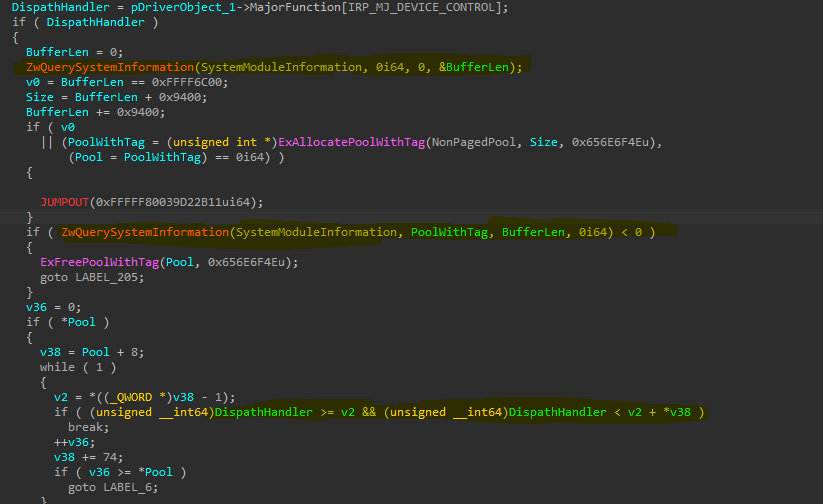 DispathHandler = pDriverObject_1->MajorFunction[IRP_MJ_DEVICE_CONTROL];
if ( DispathHandler )
{
BufferLen = 0;
ZwQuerySystemInformation(SystemModuleInformation, 0i64, 0, &BufferLen);
v0 = BufferLen == 0xFFFF6C00;
Size = BufferLen + 0x9400;
BufferLen += 0x9400;
if ( v0
|| (PoolWithTag = (unsigned int *)ExAllocatePoolWithTag(NonPagedPool, Size, 0x656E6F4Eu),
(Pool = PoolWithTag) == 0i64) )
{
JUMPOUT(0xFFFFF80039D22B11ui64);
}
if ( ZwQuerySystemInformation(SystemModuleInformation, PoolWithTag, BufferLen, 0i64) < 0 )
{
ExFreePoolWithTag(Pool, 0x656E6F4Eu);
goto LABEL_205;
}
v36 = 0;
if ( *Pool )
{
v38 = Pool + 8;
while ( 1 )
{
v2 = *((_QWORD *)v38 - 1);
if ( (unsigned __int64)DispathHandler >= v2 && (unsigned __int64)DispathHandler < v2 + *v38 )
break;
++v36;
v38 += 74;
if ( v36 >= *Pool )
goto LABEL_6;
}